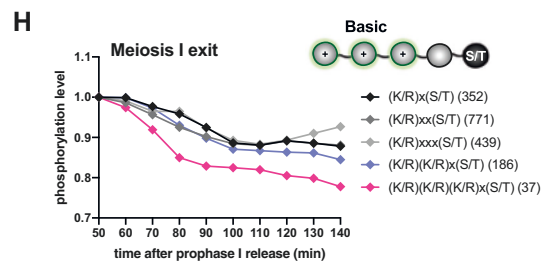 H
Basic
Meiosis I exit
+ + + S/T
phosphorylation level
1.1
1.0
0.9
0.8
0.7
50 60 70 80 90 100 110 120 130 140
time after prophase I release (min)
(K/R)x(S/T) (352)
(K/R)xx(S/T) (771)
(K/R)xxx(S/T) (439)
(K/R)(K/R)x(S/T) (186)
(K/R)(K/R)(K/R)x(S/T) (37)